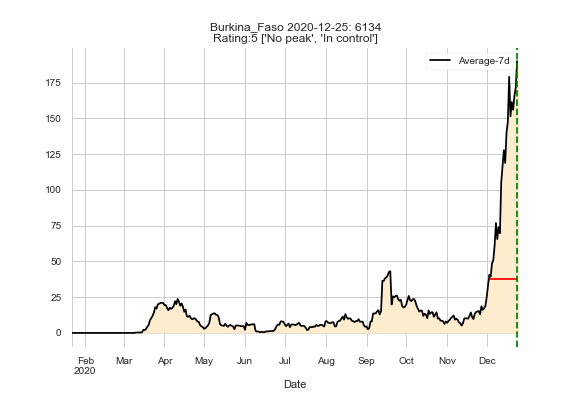 Burkina_Faso 2020-12-25: 6134
Rating:5 ['No peak', 'In control']
Average-7d
175
150
125
100
75
50
25
0
Feb Mar Apr May Jun Jul Aug Sep Oct Nov Dec
2020
Date